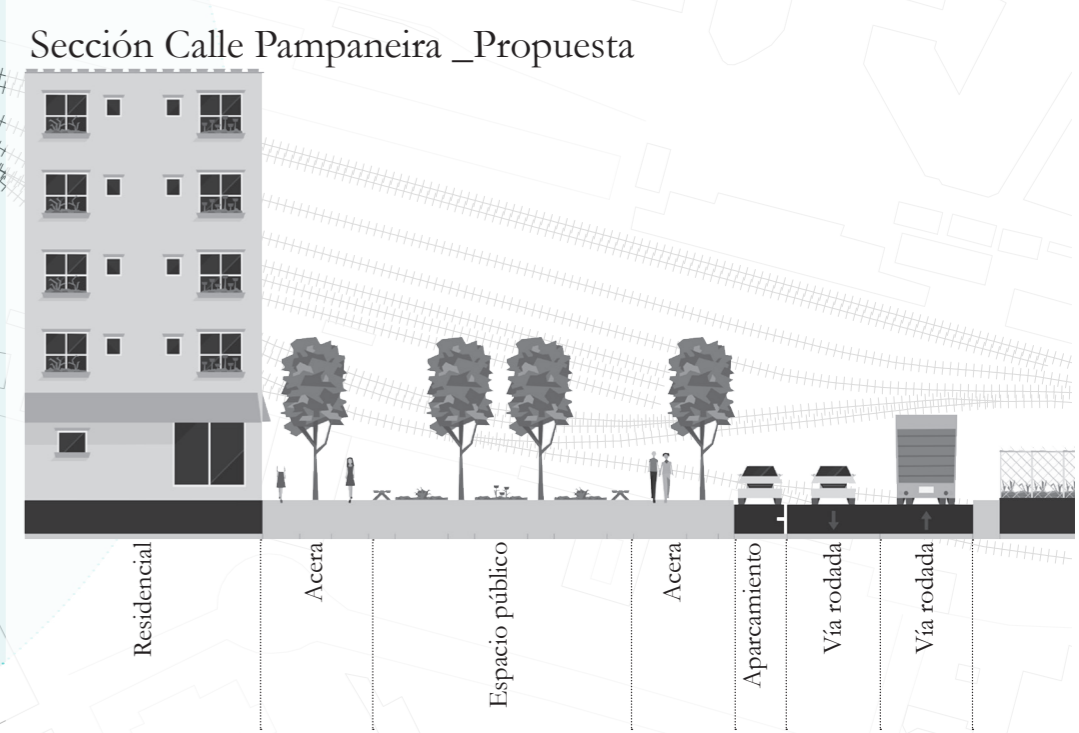 Sección Calle Pampaneira _Propuesta
Residencial
Acera
Espacio público
Acera
Aparcamiento
Vía rodada
Vía rodada